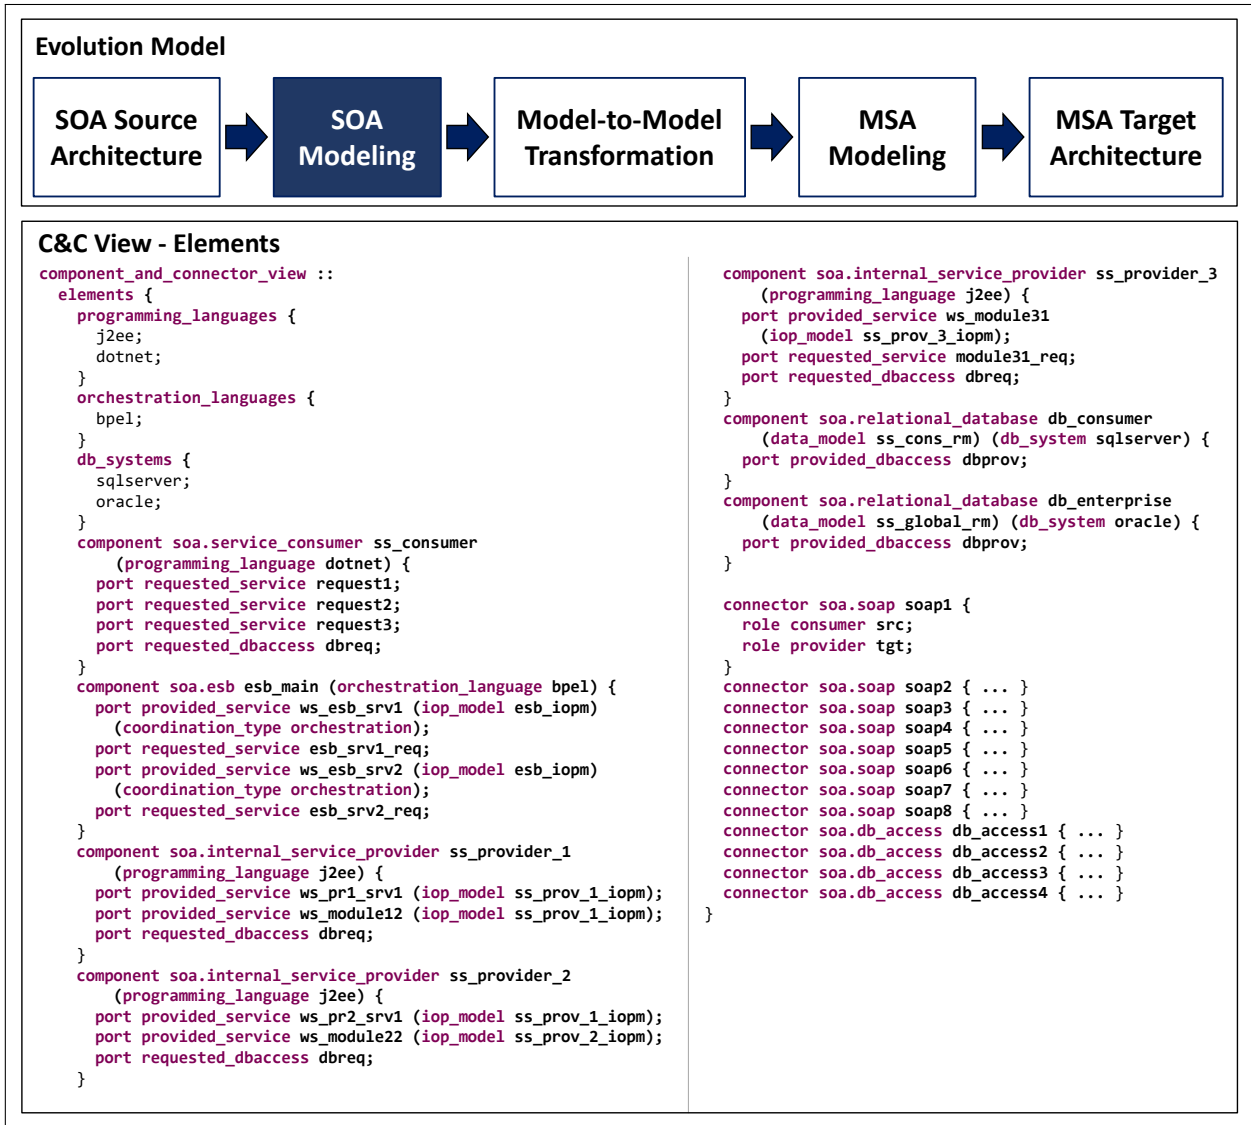 Evolution Model
SOA Source
Architecture
SOA
Modeling
Model-to-Model
Transformation
MSA
Modeling
MSA Target
Architecture
C&C View - Elements
component_and_connector_view ::
elements {
programming_languages {
j2ee;
dotnet;
}
orchestration_languages {
bpel;
}
db_systems {
sqlserver;
oracle;
}
component soa.service_consumer ss_consumer
(programming_language dotnet) {
port requested_service request1;
port requested_service request2;
port requested_service request3;
port requested_dbaccess dbreq;
}
component soa.esb esb_main (orchestration_language bpel) {
port provided_service ws_esb_srv1 (iop_model esb_iopm)
(coordination_type orchestration);
port requested_service esb_srv1_req;
port provided_service ws_esb_srv2 (iop_model esb_iopm)
(coordination_type orchestration);
port requested_service esb_srv2_req;
}
component soa.internal_service_provider ss_provider_1
(programming_language j2ee) {
port provided_service ws_pr1_srv1 (iop_model ss_prov_1_iopm);
port provided_service ws_module12 (iop_model ss_prov_1_iopm);
port requested_dbaccess dbreq;
}
component soa.internal_service_provider ss_provider_2
(programming_language j2ee) {
port provided_service ws_pr2_srv1 (iop_model ss_prov_1_iopm);
port provided_service ws_module22 (iop_model ss_prov_2_iopm);
port requested_dbaccess dbreq;
}
component soa.internal_service_provider ss_provider_3
(programming_language j2ee) {
port provided_service ws_module31
(iop_model ss_prov_3_iopm);
port requested_service module31_req;
port requested_dbaccess dbreq;
}
component soa.relational_database db_consumer
(data_model ss_cons_rm) (db_system sqlserver) {
port provided_dbaccess dbprov;
}
component soa.relational_database db_enterprise
(data_model ss_global_rm) (db_system oracle) {
port provided_dbaccess dbprov;
}
connector soa.soap soap1 {
role consumer src;
role provider tgt;
}
connector soa.soap soap2 { ... }
connector soa.soap soap3 { ... }
connector soa.soap soap4 { ... }
connector soa.soap soap5 { ... }
connector soa.soap soap6 { ... }
connector soa.soap soap7 { ... }
connector soa.soap soap8 { ... }
connector soa.db_access db_access1 { ... }
connector soa.db_access db_access2 { ... }
connector soa.db_access db_access3 { ... }
connector soa.db_access db_access4 { ... }
}